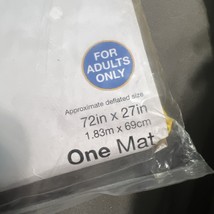 FOR
ADULTS
ONLY
Approximate deflated size
72in x 27in
1.83m x 69cm
One Mat